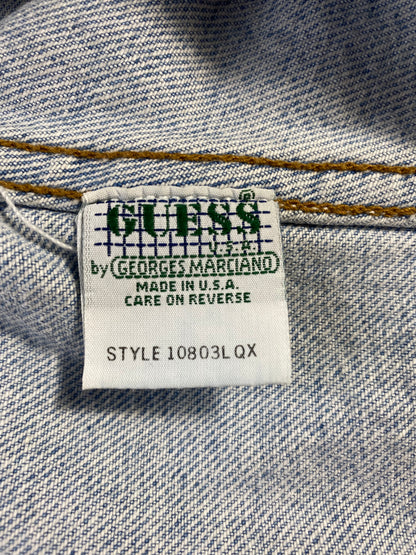 GUESS®
U.S.A.
by GEORGES MARCIANO
MADE IN U.S.A.
CARE ON REVERSE
STYLE 10803L QX